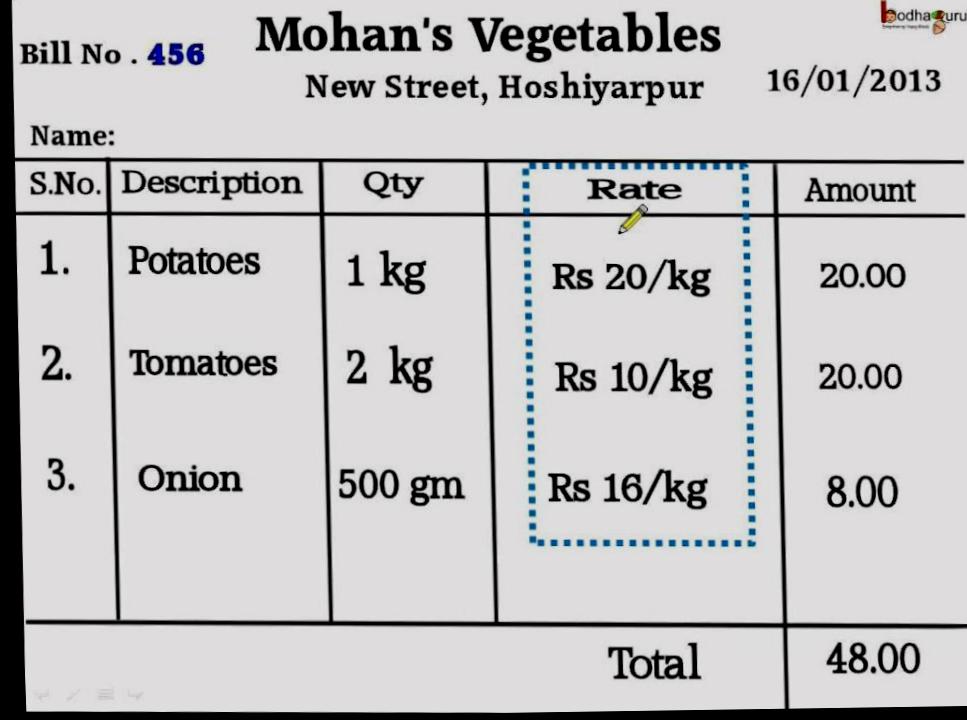 Bill No . 456
Mohan's Vegetables
BodhaGuru
New Street, Hoshiyarpur
16/01/2013
Name:
S.No. Description Qty Rate Amount
1. Potatoes 1 kg Rs 20/kg 20.00
2. Tomatoes 2 kg Rs 10/kg 20.00
3. Onion 500 gm Rs 16/kg 8.00
Total 48.00